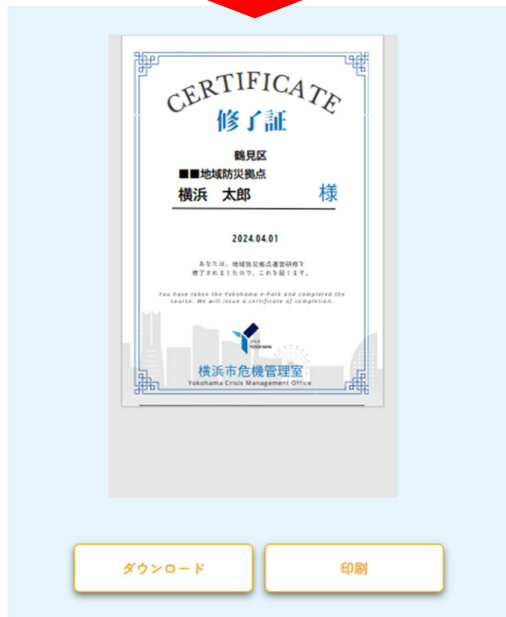 CERTIFICATE
修了証
鶴見区
■■地域防災拠点
横浜 太郎 様
2024.04.01
あなたは、地域防災拠点運営研修を
修了されましたので、これを証します。
You have taken the Yokohama e-Park and completed the
course. We will issue a certificate of completion.
OPEN
YOKOHAMA
横浜市危機管理室
Yokohama Crisis Management Office
ダウンロード
印刷